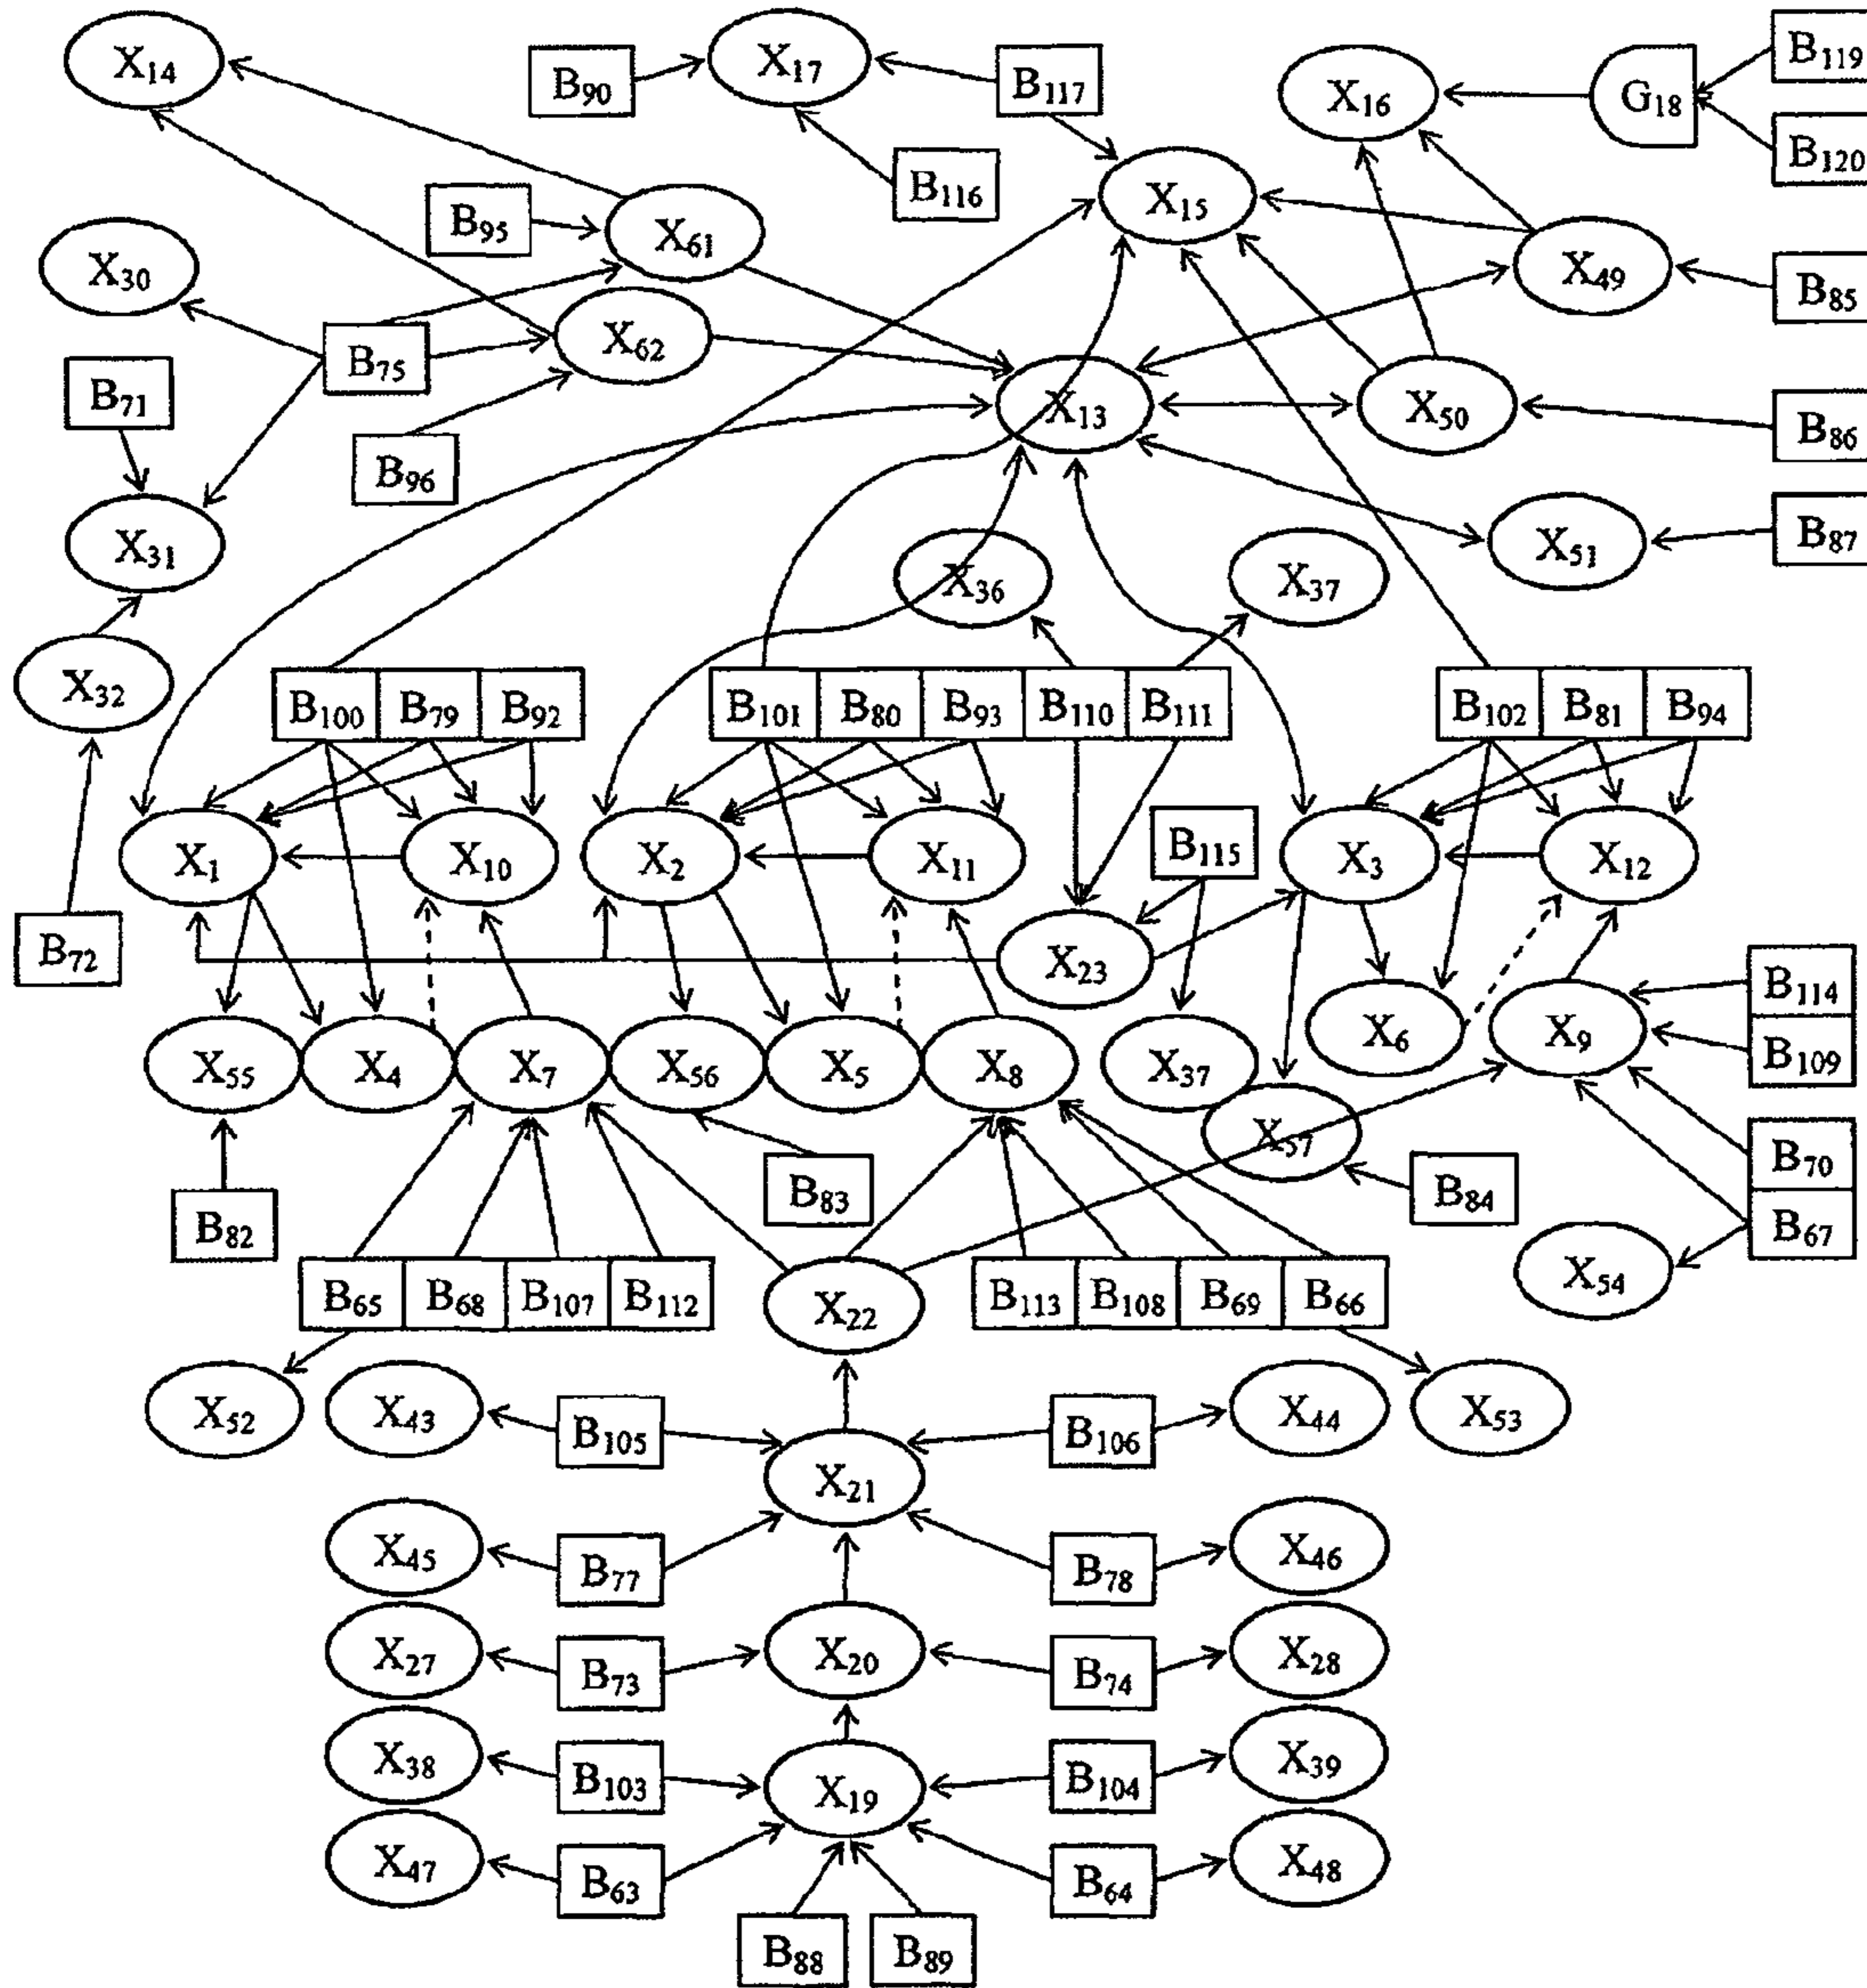 X14 X17 B90 B117 X16 G18 B119
B120
B116
B95 X61 X15
X30 X62 X49 B85
B75
B71 X13 X50 B86
B96
X31 X51 B87
X36 X37
X32 B100 B79 B92 B101 B80 B93 B110 B111 B102 B81 B94
X1 X10 X2 X11 B115 X3 X12
B72 X23 B114
X6 X9
X55 X4 X7 X56 X5 X8 X37 B109
X57
B83 B84 B70
B82 B67
X54
B65 B68 B107 B112 X22 B113 B108 B69 B66
X52 X43 B105 B106 X44 X53
X21
X45 B77 B78 X46
X27 B73 X20 B74 X28
X38 B103 X19 B104 X39
X47 B63 B64 X48
B88 B89